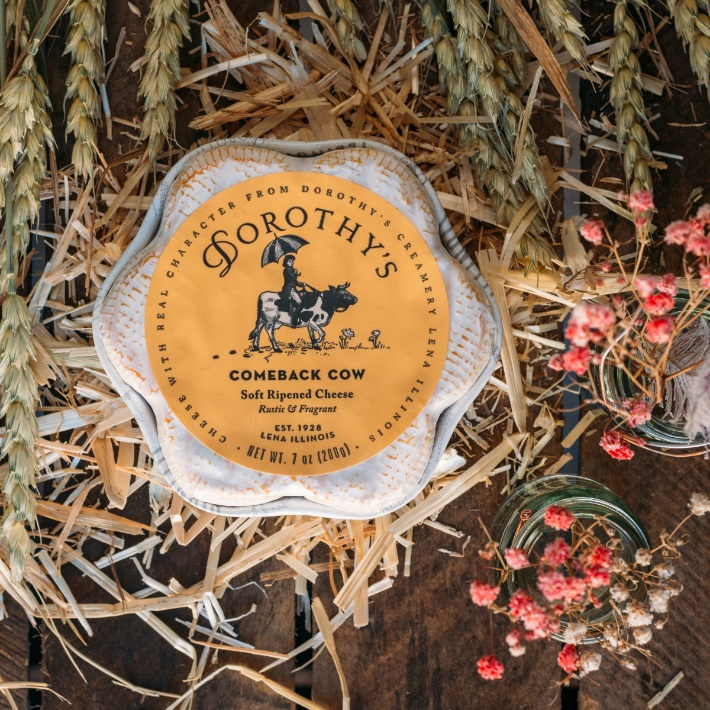 CHEESE WITH REAL CHARACTER FROM DOROTHY'S CREAMERY LENA ILLINOIS
DOROTHY'S
COMEBACK COW
Soft Ripened Cheese
Rustic & Fragrant
EST. 1928
LENA ILLINOIS
• NET WT. 7 oz (200g) •